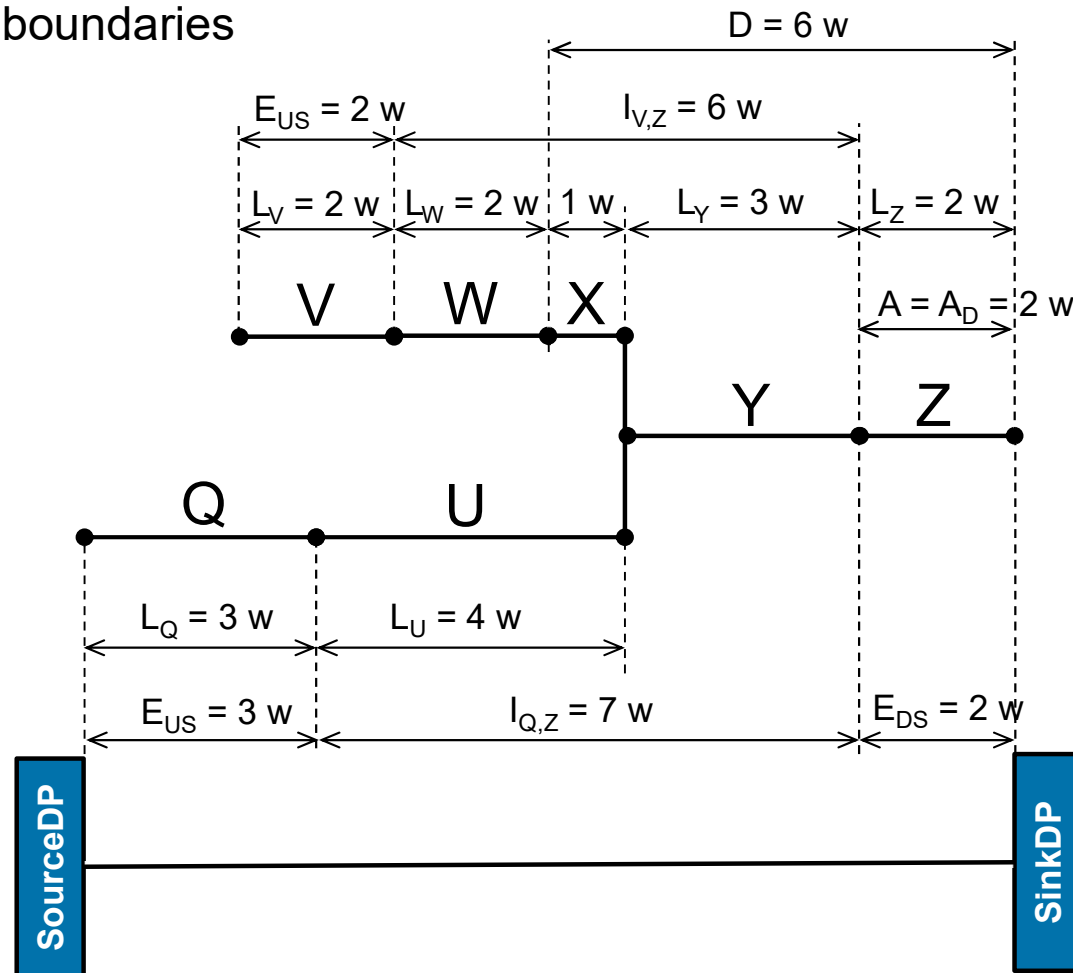 boundaries
D = 6 w
E_US = 2 w
I_V,Z = 6 w
L_V = 2 w
L_W = 2 w
1 w
L_Y = 3 w
L_Z = 2 w
V
W
X
A = A_D = 2 w
Y
Z
Q
U
L_Q = 3 w
L_U = 4 w
E_US = 3 w
I_Q,Z = 7 w
E_DS = 2 w
SourceDP
SinkDP